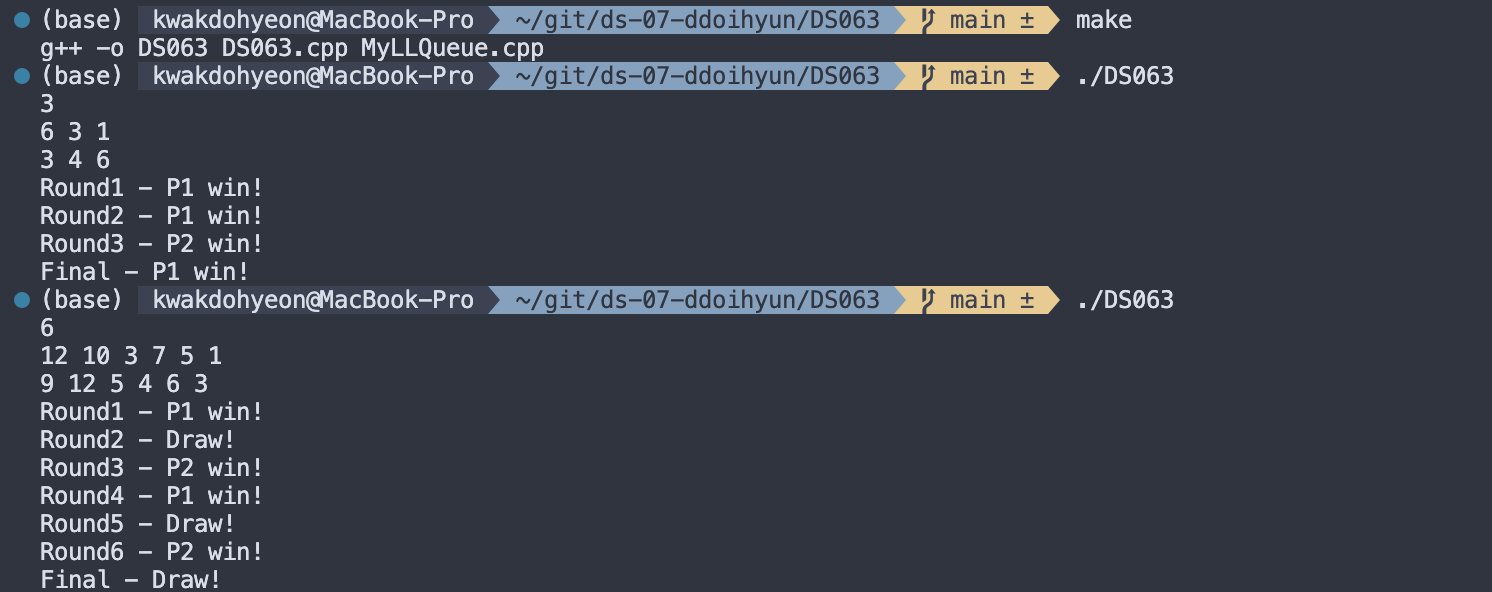 (base) kwakdohyeon@MacBook-Pro ~/git/ds-07-ddoihyun/DS063 main ± make
g++ -o DS063 DS063.cpp MyLLQueue.cpp
(base) kwakdohyeon@MacBook-Pro ~/git/ds-07-ddoihyun/DS063 main ± ./DS063
3
6 3 1
3 4 6
Round1 - P1 win!
Round2 - P1 win!
Round3 - P2 win!
Final - P1 win!
(base) kwakdohyeon@MacBook-Pro ~/git/ds-07-ddoihyun/DS063 main ± ./DS063
6
12 10 3 7 5 1
9 12 5 4 6 3
Round1 - P1 win!
Round2 - Draw!
Round3 - P2 win!
Round4 - P1 win!
Round5 - Draw!
Round6 - P2 win!
Final - Draw!